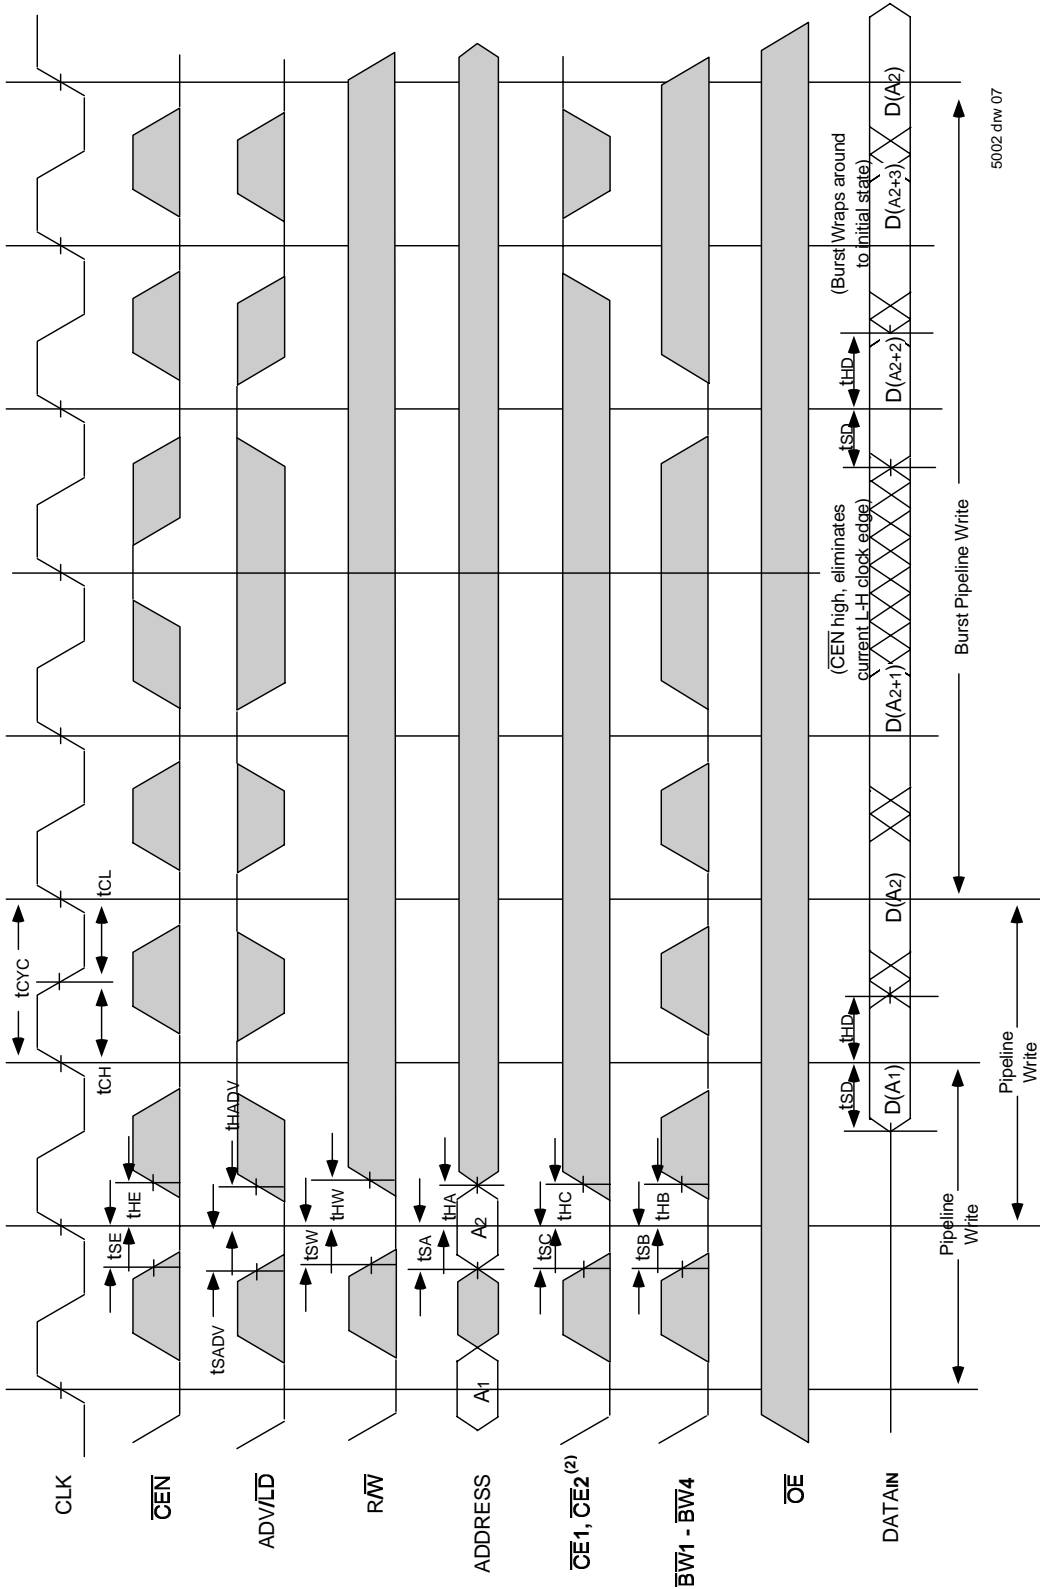 CLK
tCYC
tCH
tCL
CEN
tSE
tHE
ADV/LD
tSADV
tHADV
R/W
tSW
tHW
ADDRESS
A1
A2
tSA
tHA
CE1, CE2(2)
tSC
tHC
BW1 - BW4
tSB
tHB
OE
(CEN high, eliminates
current L-H clock edge)
(Burst Wraps around
to initial state)
tSD
tHD
tSD
tHD
DATAIN
D(A1)
D(A2)
D(A2+1)
D(A2+2)
D(A2+3)
D(A2)
Pipeline
Write
Burst Pipeline Write
Pipeline
Write
5002 drw 07